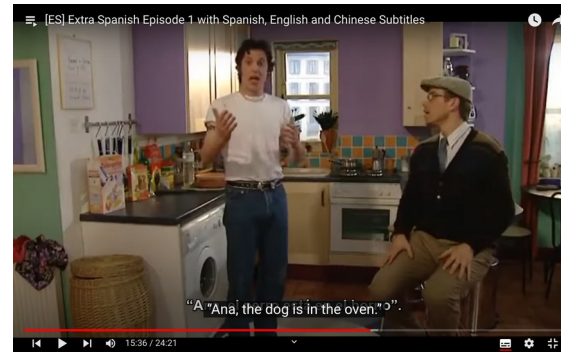 [ES] Extra Spanish Episode 1 with Spanish, English and Chinese Subtitles
"Ana, the dog is in the oven."
15:36 / 24:21